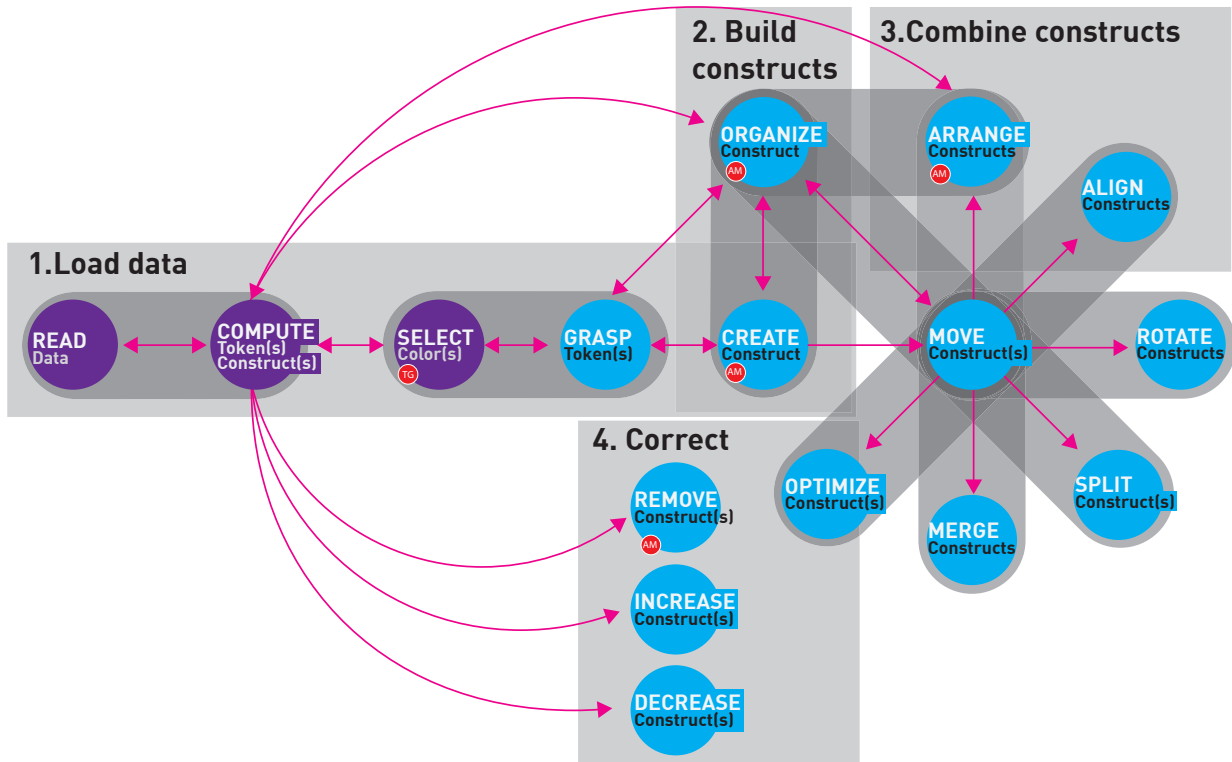 2. Build
constructs
3.Combine constructs
ORGANIZE
Construct
AM
ARRANGE
Constructs
AM
ALIGN
Constructs
1.Load data
READ
Data
COMPUTE
Token(s)
Construct(s)
SELECT
Color(s)
TG
GRASP
Token(s)
CREATE
Construct
AM
MOVE
Construct(s)
ROTATE
Constructs
4. Correct
REMOVE
Construct(s)
AM
OPTIMIZE
Construct(s)
MERGE
Constructs
SPLIT
Construct(s)
INCREASE
Construct(s)
DECREASE
Construct(s)